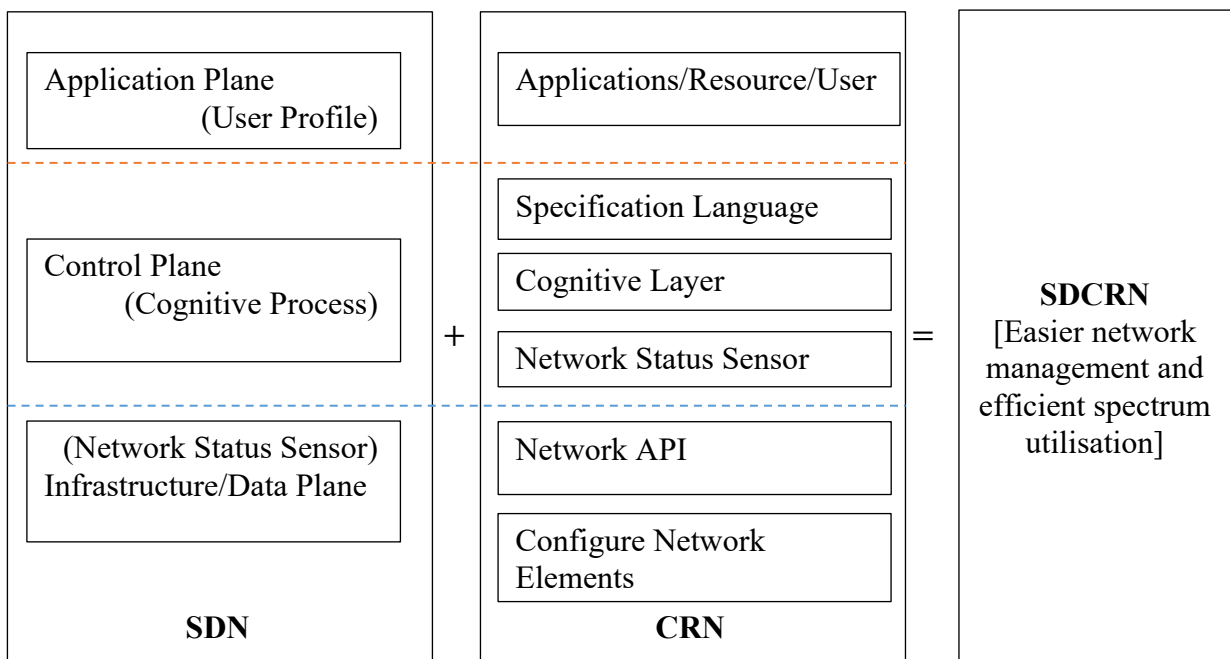 Application Plane
(User Profile)
Control Plane
(Cognitive Process)
(Network Status Sensor)
Infrastructure/Data Plane
SDN
+
Applications/Resource/User
Specification Language
Cognitive Layer
Network Status Sensor
Network API
Configure Network
Elements
CRN
=
SDCRN
[Easier network
management and
efficient spectrum
utilisation]